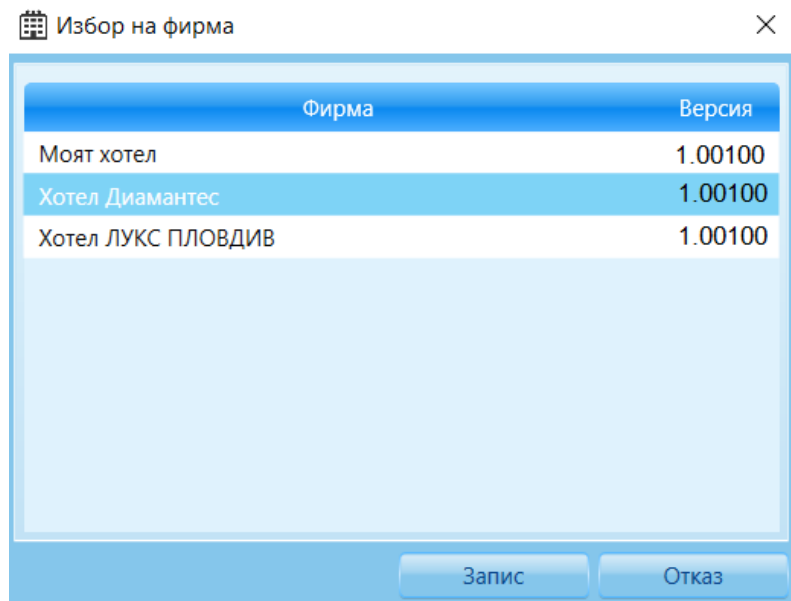 Избор на фирма
Фирма Версия
Моят хотел 1.00100
Хотел Диамантес 1.00100
Хотел ЛУКС ПЛОВДИВ 1.00100
Запис Отказ